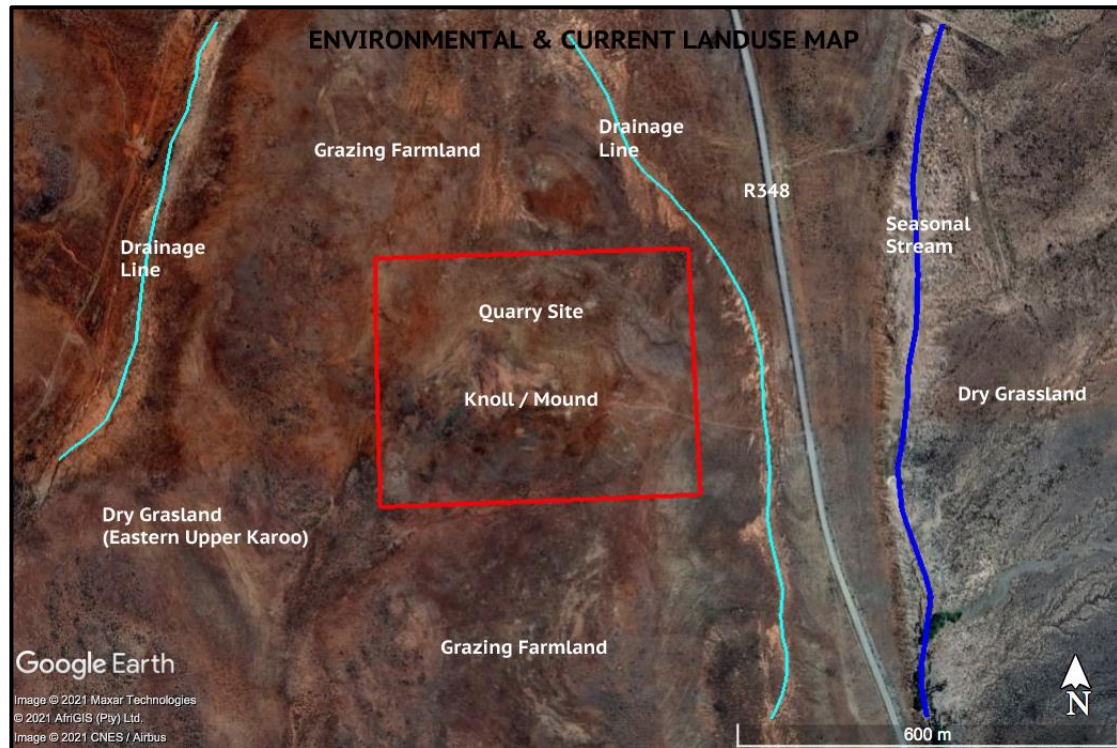 ENVIRONMENTAL & CURRENT LANDUSE MAP
Drainage
Line
Grazing Farmland
R348
Seasonal
Stream
Drainage
Line
Quarry Site
Knoll / Mound
Dry Grassland
Dry Grasland
(Eastern Upper Karoo)
Grazing Farmland
Google Earth
Image © 2021 Maxar Technologies
© 2021 AfriGIS (Pty) Ltd.
Image © 2021 CNES / Airbus
N
600 m